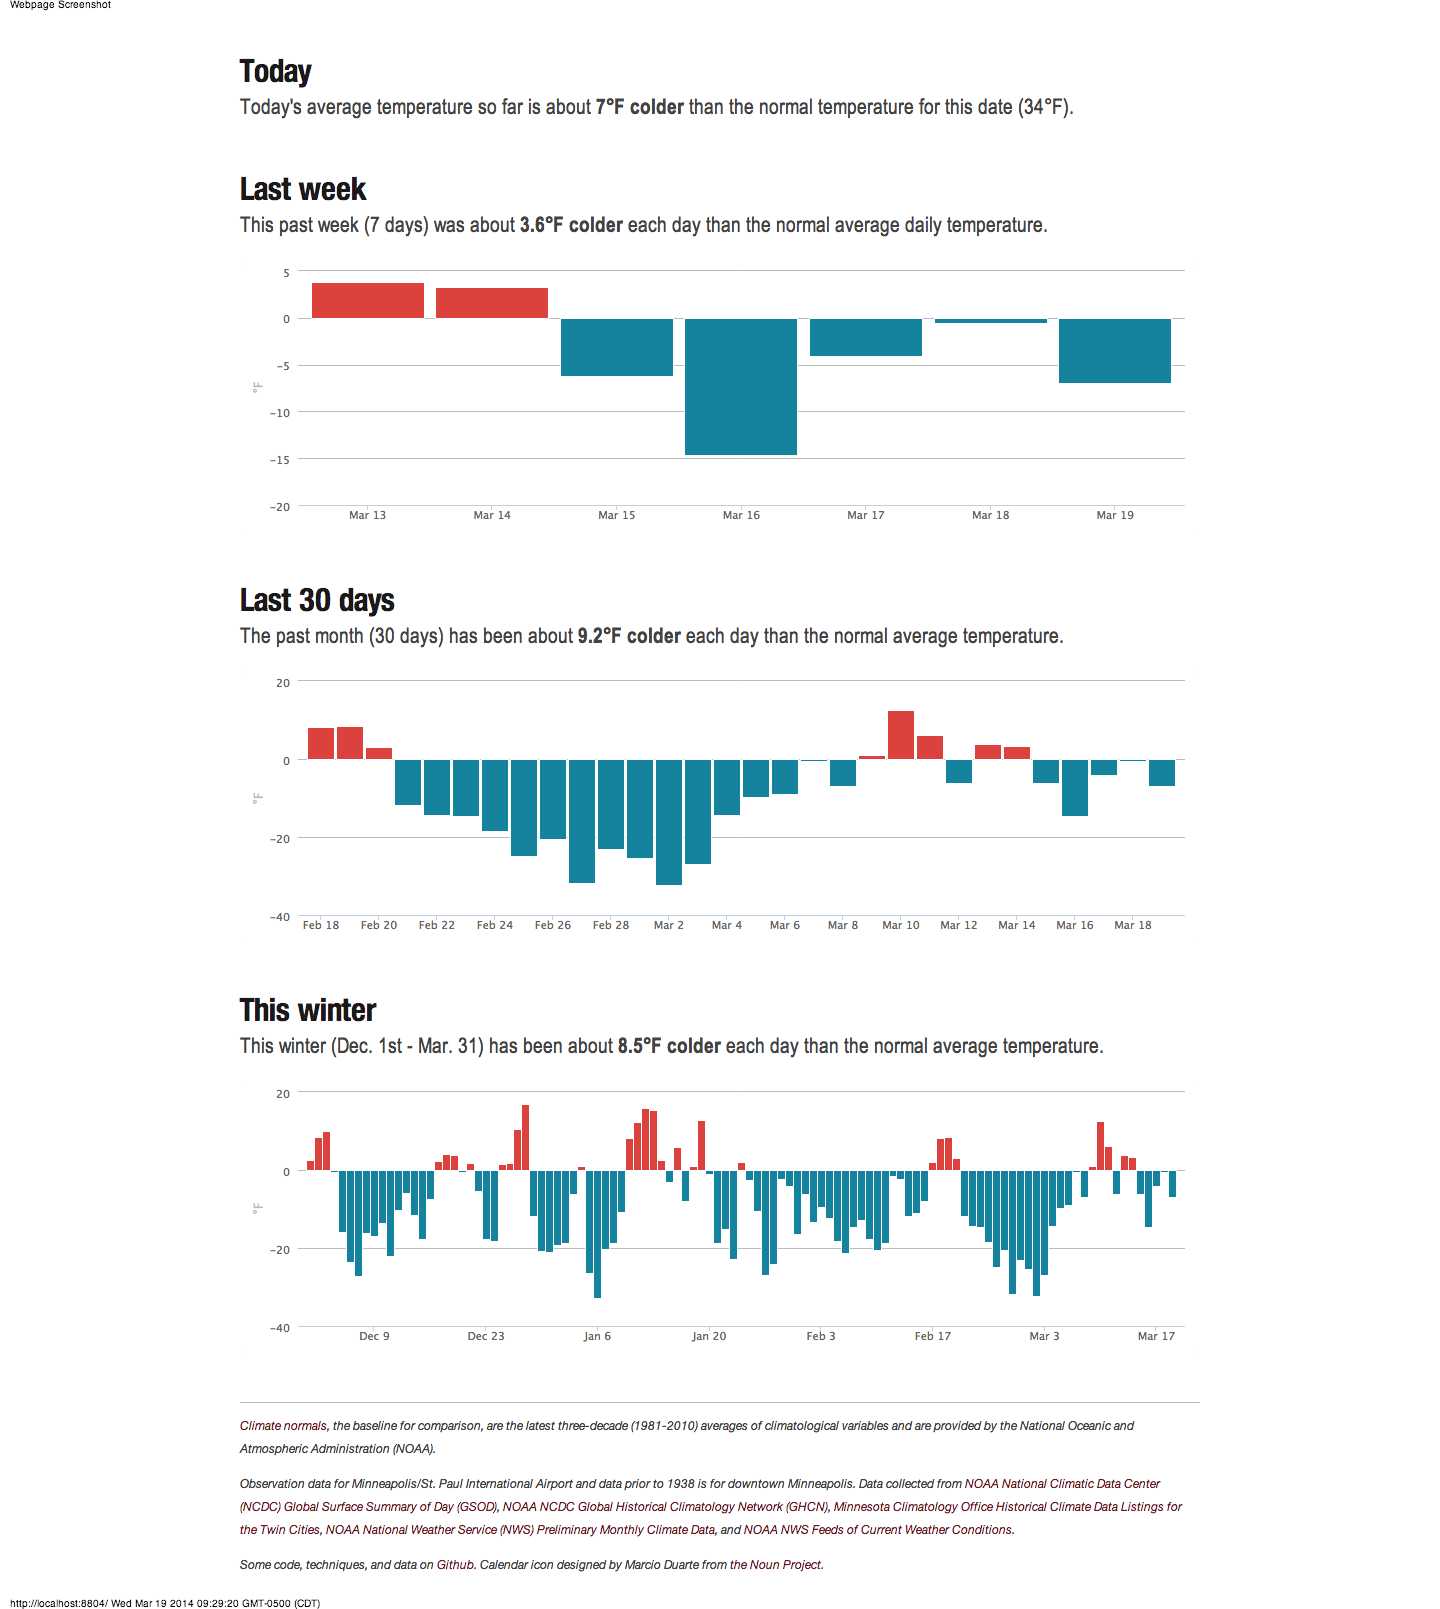 Webpage Screenshot
Today
Today's average temperature so far is about 7°F colder than the normal temperature for this date (34°F).
Last week
This past week (7 days) was about 3.6°F colder each day than the normal average daily temperature.
5
0
−5
−10
−15
−20
°F
Mar 13 Mar 14 Mar 15 Mar 16 Mar 17 Mar 18 Mar 19
Last 30 days
The past month (30 days) has been about 9.2°F colder each day than the normal average temperature.
20
0
−20
−40
°F
Feb 18 Feb 20 Feb 22 Feb 24 Feb 26 Feb 28 Mar 2 Mar 4 Mar 6 Mar 8 Mar 10 Mar 12 Mar 14 Mar 16 Mar 18
This winter
This winter (Dec. 1st - Mar. 31) has been about 8.5°F colder each day than the normal average temperature.
20
0
−20
−40
°F
Dec 9 Dec 23 Jan 6 Jan 20 Feb 3 Feb 17 Mar 3 Mar 17
Climate normals, the baseline for comparison, are the latest three-decade (1981-2010) averages of climatological variables and are provided by the National Oceanic and
Atmospheric Administration (NOAA).
Observation data for Minneapolis/St. Paul International Airport and data prior to 1938 is for downtown Minneapolis. Data collected from NOAA National Climatic Data Center
(NCDC) Global Surface Summary of Day (GSOD), NOAA NCDC Global Historical Climatology Network (GHCN), Minnesota Climatology Office Historical Climate Data Listings for
the Twin Cities, NOAA National Weather Service (NWS) Preliminary Monthly Climate Data, and NOAA NWS Feeds of Current Weather Conditions.
Some code, techniques, and data on Github. Calendar icon designed by Marcio Duarte from the Noun Project.
http://localhost:8804/ Wed Mar 19 2014 09:29:20 GMT-0500 (CDT)